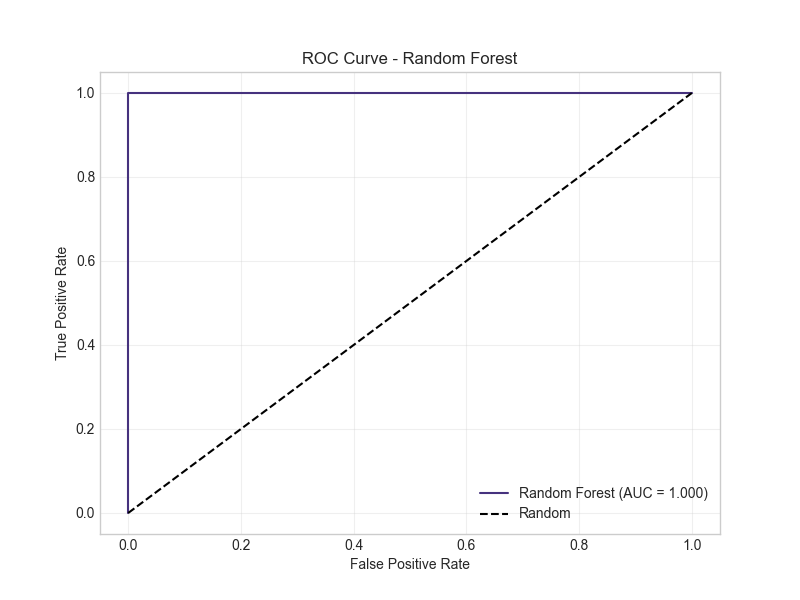 ROC Curve - Random Forest
True Positive Rate
1.0
0.8
0.6
0.4
0.2
0.0
Random Forest (AUC = 1.000)
Random
0.0 0.2 0.4 0.6 0.8 1.0
False Positive Rate